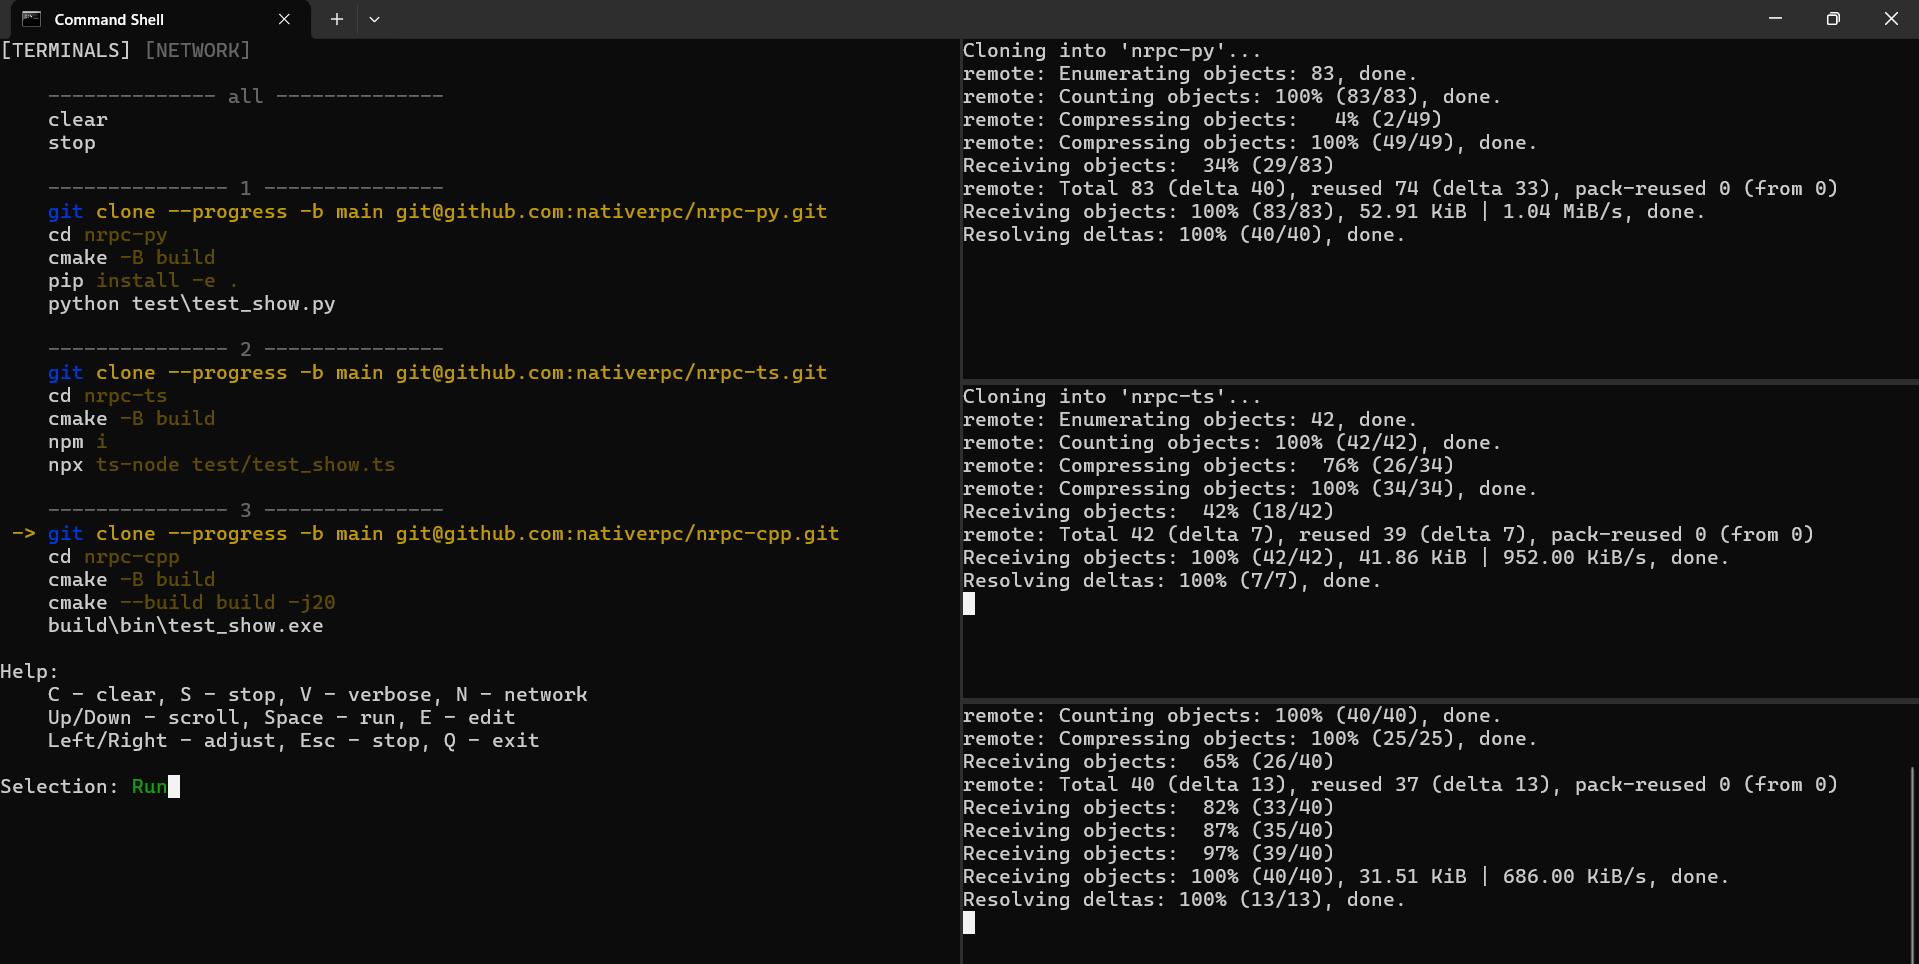 Command Shell
[TERMINALS] [NETWORK]
-------------- all --------------
clear
stop
--------------- 1 ---------------
git clone --progress -b main git@github.com:nativerpc/nrpc-py.git
cd nrpc-py
cmake -B build
pip install -e .
python test\test_show.py
--------------- 2 ---------------
git clone --progress -b main git@github.com:nativerpc/nrpc-ts.git
cd nrpc-ts
cmake -B build
npm i
npx ts-node test/test_show.ts
--------------- 3 ---------------
-> git clone --progress -b main git@github.com:nativerpc/nrpc-cpp.git
cd nrpc-cpp
cmake -B build
cmake --build build -j20
build\bin\test_show.exe
Help:
C - clear, S - stop, V - verbose, N - network
Up/Down - scroll, Space - run, E - edit
Left/Right - adjust, Esc - stop, Q - exit
Selection: Run
Cloning into 'nrpc-py'...
remote: Enumerating objects: 83, done.
remote: Counting objects: 100% (83/83), done.
remote: Compressing objects:   4% (2/49)
remote: Compressing objects: 100% (49/49), done.
Receiving objects:  34% (29/83)
remote: Total 83 (delta 40), reused 74 (delta 33), pack-reused 0 (from 0)
Receiving objects: 100% (83/83), 52.91 KiB | 1.04 MiB/s, done.
Resolving deltas: 100% (40/40), done.
Cloning into 'nrpc-ts'...
remote: Enumerating objects: 42, done.
remote: Counting objects: 100% (42/42), done.
remote: Compressing objects:  76% (26/34)
remote: Compressing objects: 100% (34/34), done.
Receiving objects:  42% (18/42)
remote: Total 42 (delta 7), reused 39 (delta 7), pack-reused 0 (from 0)
Receiving objects: 100% (42/42), 41.86 KiB | 952.00 KiB/s, done.
Resolving deltas: 100% (7/7), done.
remote: Counting objects: 100% (40/40), done.
remote: Compressing objects: 100% (25/25), done.
Receiving objects:  65% (26/40)
remote: Total 40 (delta 13), reused 37 (delta 13), pack-reused 0 (from 0)
Receiving objects:  82% (33/40)
Receiving objects:  87% (35/40)
Receiving objects:  97% (39/40)
Receiving objects: 100% (40/40), 31.51 KiB | 686.00 KiB/s, done.
Resolving deltas: 100% (13/13), done.